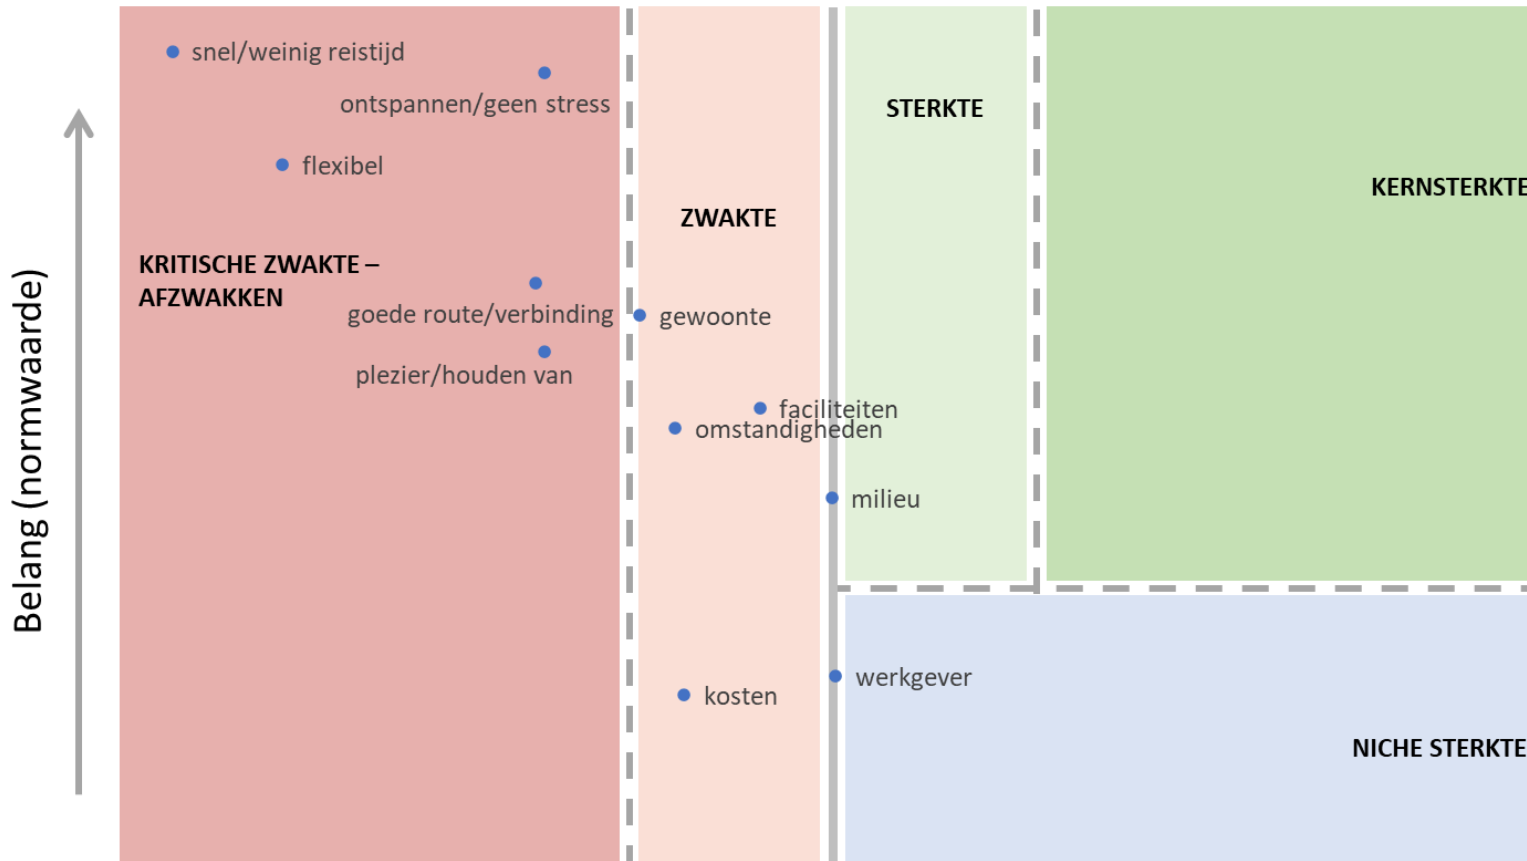 snel/weinig reistijd
ontspannen/geen stress
STERKTE
flexibel
KERNSTERKTE
ZWAKTE
KRITISCHE ZWAKTE –
AFZWAKKEN
goede route/verbinding
gewoonte
plezier/houden van
faciliteiten
omstandigheden
milieu
Belang (normwaarde)
werkgever
kosten
NICHE STERKTE